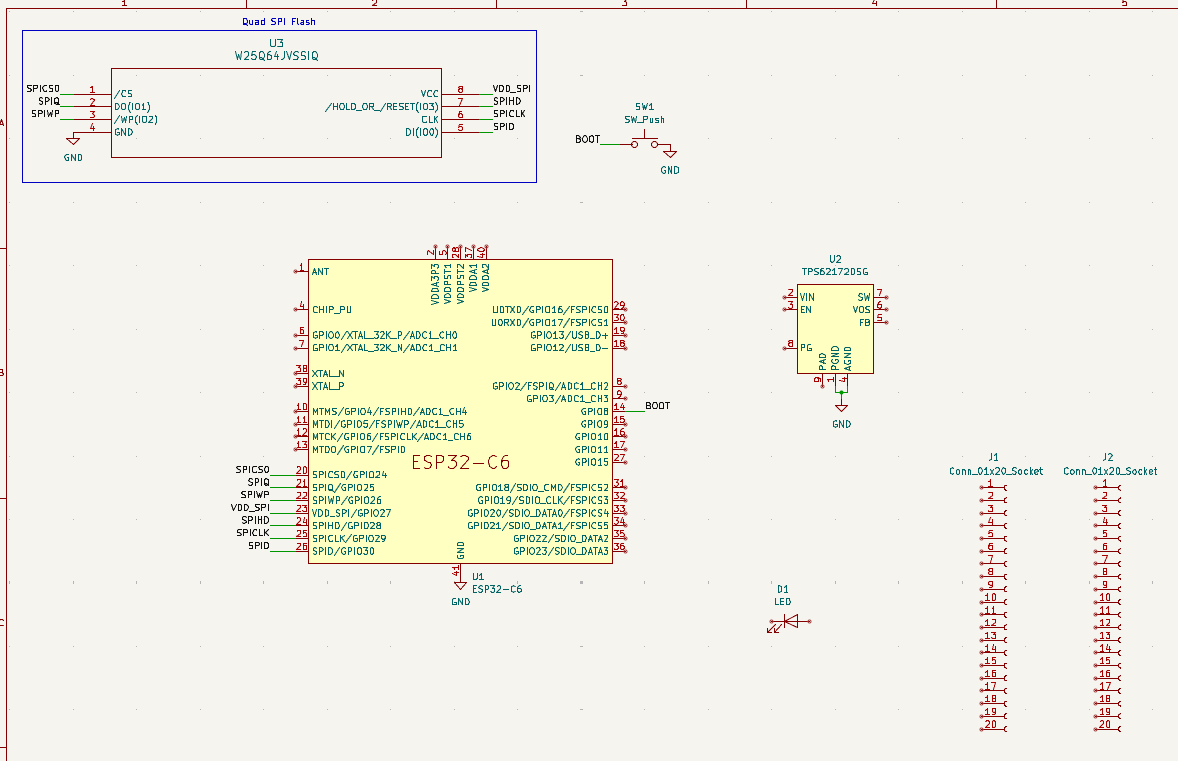 1 2 3 4 5
A
B
C
Quad SPI Flash
U3
W25Q64JVSSIQ
SPICS0 1 /CS
SPIQ 2 DO(IO1)
SPIWP 3 /WP(IO2)
4 GND
GND
VCC 8 VDD_SPI
/HOLD_OR_/RESET(IO3) 7 SPIHD
CLK 6 SPICLK
DI(IO0) 5 SPID
SW1
SW_Push
BOOT
GND
2 VDDA3P3
5 VDDPST1
28 VDDPST2
37 VDDA1
40 VDDA2
1 ANT
4 CHIP_PU
6 GPIO0/XTAL_32K_P/ADC1_CH0
7 GPIO1/XTAL_32K_N/ADC1_CH1
38 XTAL_N
39 XTAL_P
10 MTMS/GPIO4/FSPIHD/ADC1_CH4
11 MTDI/GPIO5/FSPIWP/ADC1_CH5
12 MTCK/GPIO6/FSPICLK/ADC1_CH6
13 MTDO/GPIO7/FSPID
SPICS0 20 SPICS0/GPIO24
SPIQ 21 SPIQ/GPIO25
SPIWP 22 SPIWP/GPIO26
VDD_SPI 23 VDD_SPI/GPIO27
SPIHD 24 SPIHD/GPIO28
SPICLK 25 SPICLK/GPIO29
SPID 26 SPID/GPIO30
U0TXD/GPIO16/FSPICS0 29
U0RXD/GPIO17/FSPICS1 30
GPIO13/USB_D+ 19
GPIO12/USB_D- 18
GPIO2/FSPIQ/ADC1_CH2 8
GPIO3/ADC1_CH3 9
GPIO8 14 BOOT
GPIO9 15
GPIO10 16
GPIO11 17
GPIO15 27
GPIO18/SDIO_CMD/FSPICS2 31
GPIO19/SDIO_CLK/FSPICS3 32
GPIO20/SDIO_DATA0/FSPICS4 33
GPIO21/SDIO_DATA1/FSPICS5 34
GPIO22/SDIO_DATA2 35
GPIO23/SDIO_DATA3 36
ESP32-C6
GND
41
U1
ESP32-C6
GND
U2
TPS62172DSG
2 VIN
3 EN
8 PG
SW 7
VOS 6
FB 5
PAD 9
PGND 1
AGND 4
GND
D1
LED
J1
Conn_01x20_Socket
1
2
3
4
5
6
7
8
9
10
11
12
13
14
15
16
17
18
19
20
J2
Conn_01x20_Socket
1
2
3
4
5
6
7
8
9
10
11
12
13
14
15
16
17
18
19
20